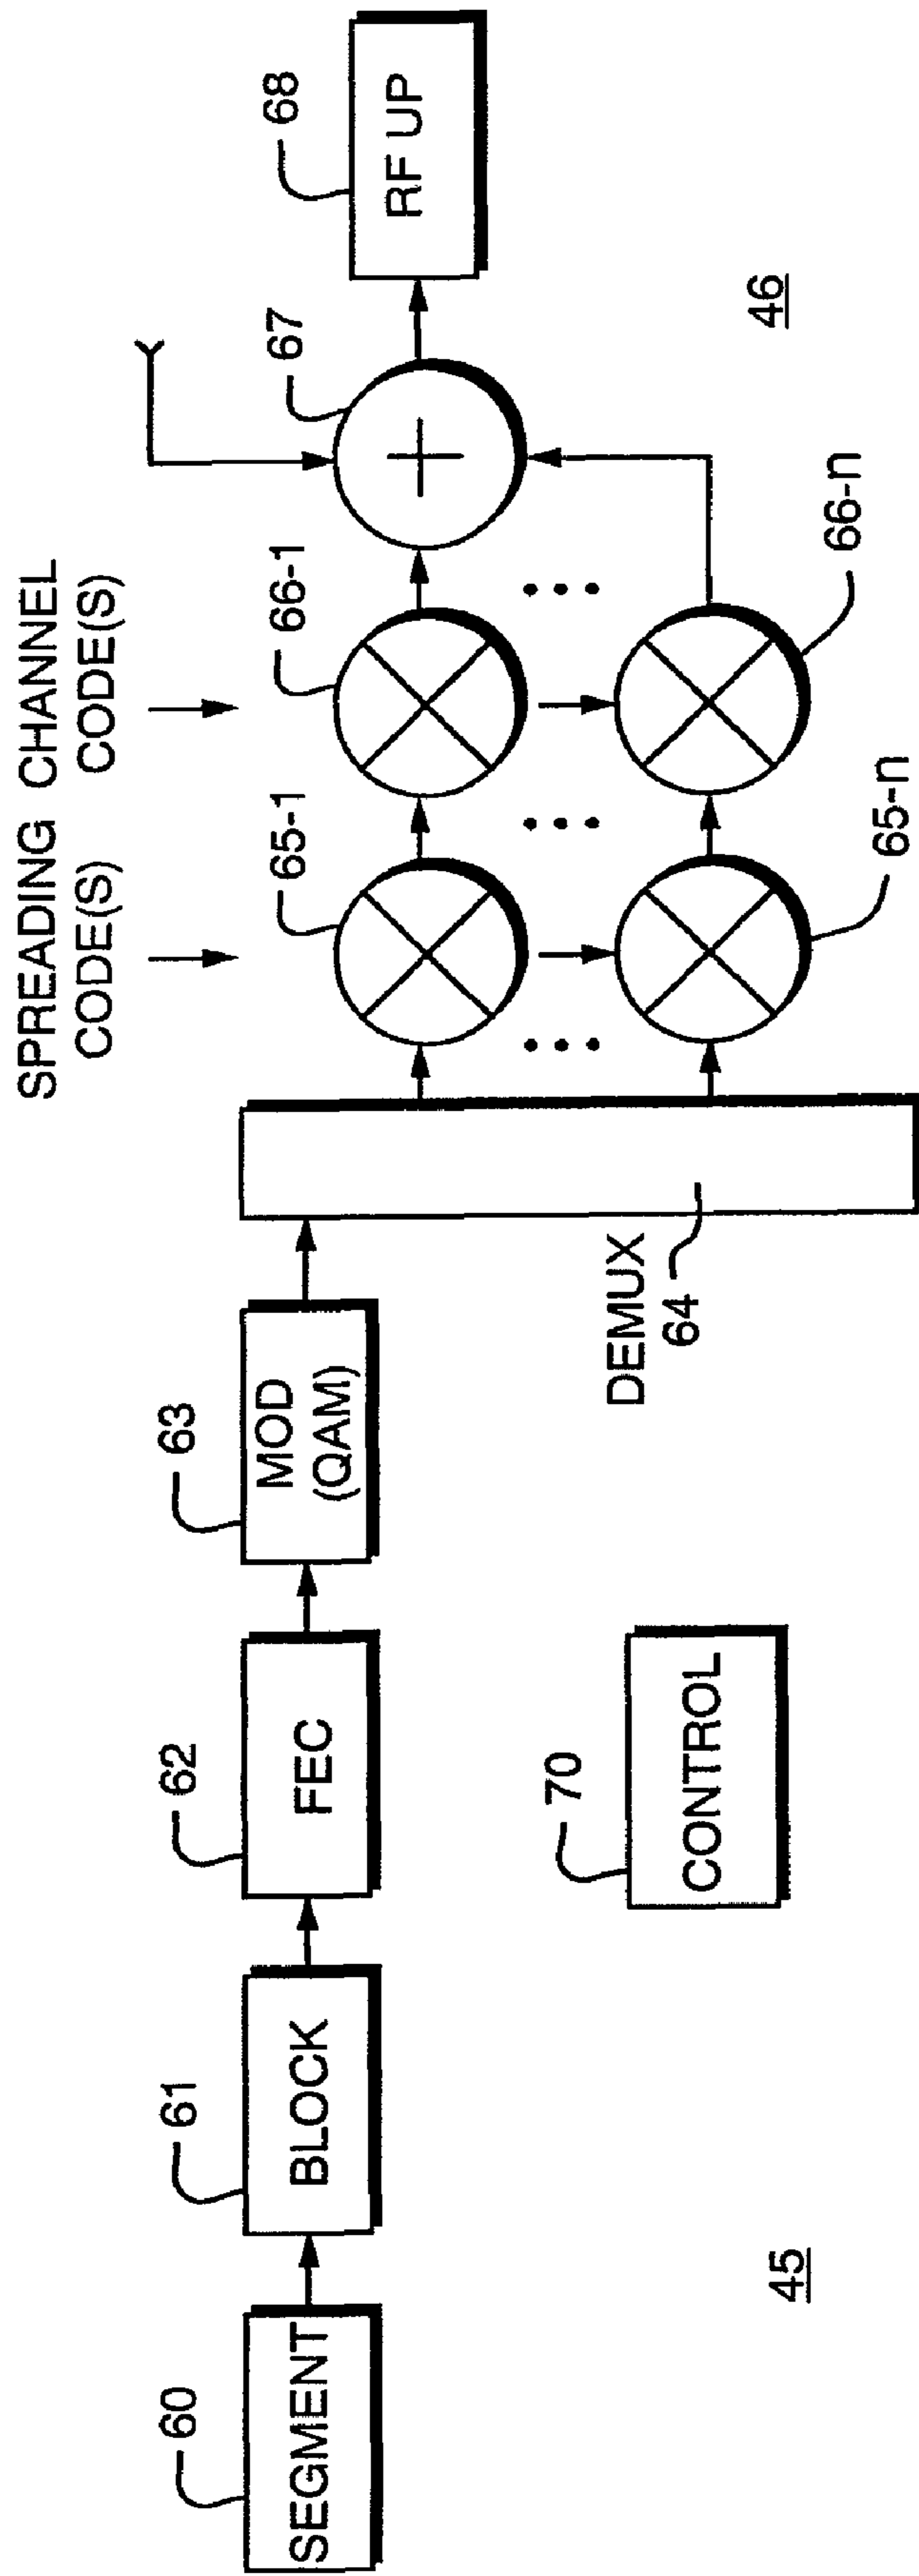 SPREADING
CODE(S)
CHANNEL
CODE(S)
60
SEGMENT
61
BLOCK
62
FEC
63
MOD
(QAM)
DEMUX
64
65-1
66-1
67
68
RF UP
65-n
66-n
70
CONTROL
45
46